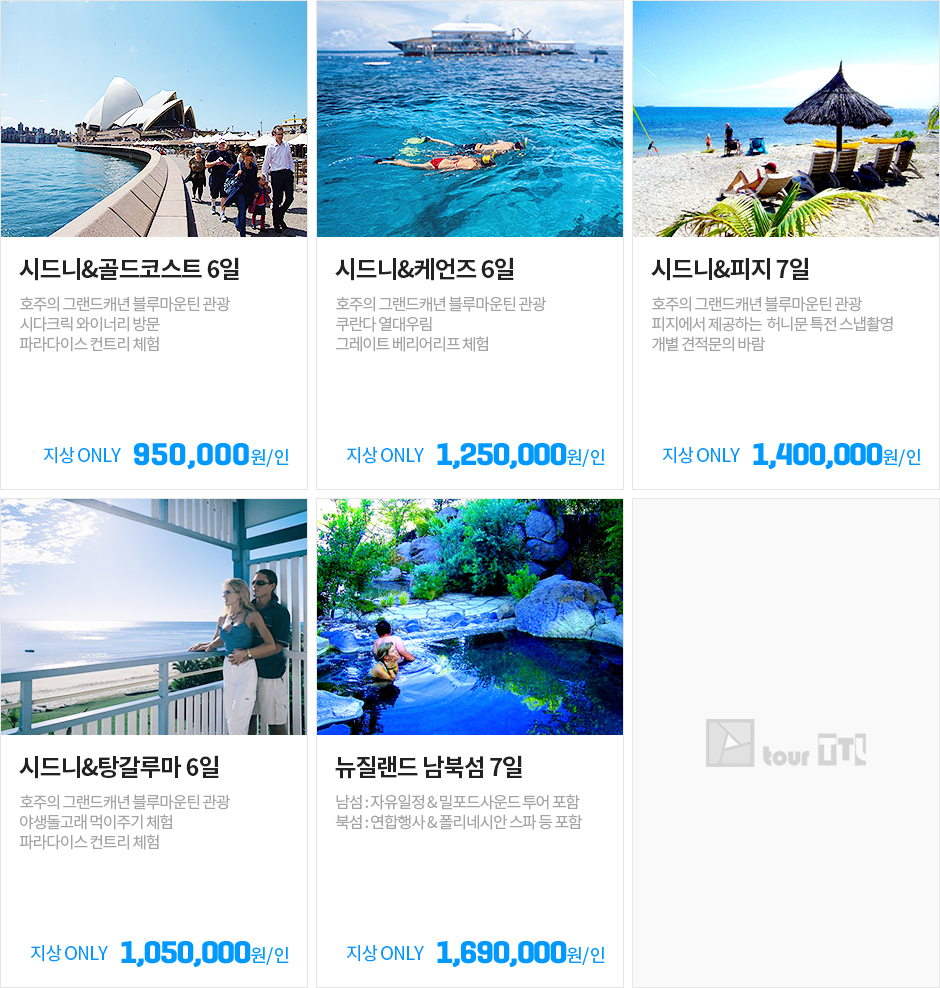 시드니&골드코스트 6일
호주의 그랜드캐년 블루마운틴 관광
시다크릭 와이너리 방문
파라다이스 컨트리 체험
지상 ONLY 950,000원/인
시드니&케언즈 6일
호주의 그랜드캐년 블루마운틴 관광
쿠란다 열대우림
그레이트 베리어리프 체험
지상 ONLY 1,250,000원/인
시드니&피지 7일
호주의 그랜드캐년 블루마운틴 관광
피지에서 제공하는 허니문 특전 스냅촬영
개별 견적문의 바람
지상 ONLY 1,400,000원/인
시드니&탕갈루마 6일
호주의 그랜드캐년 블루마운틴 관광
야생돌고래 먹이주기 체험
파라다이스 컨트리 체험
지상 ONLY 1,050,000원/인
뉴질랜드 남북섬 7일
남섬 : 자유일정 & 밀포드사운드 투어 포함
북섬 : 연합행사 & 폴리네시안 스파 등 포함
지상 ONLY 1,690,000원/인
tour TTL